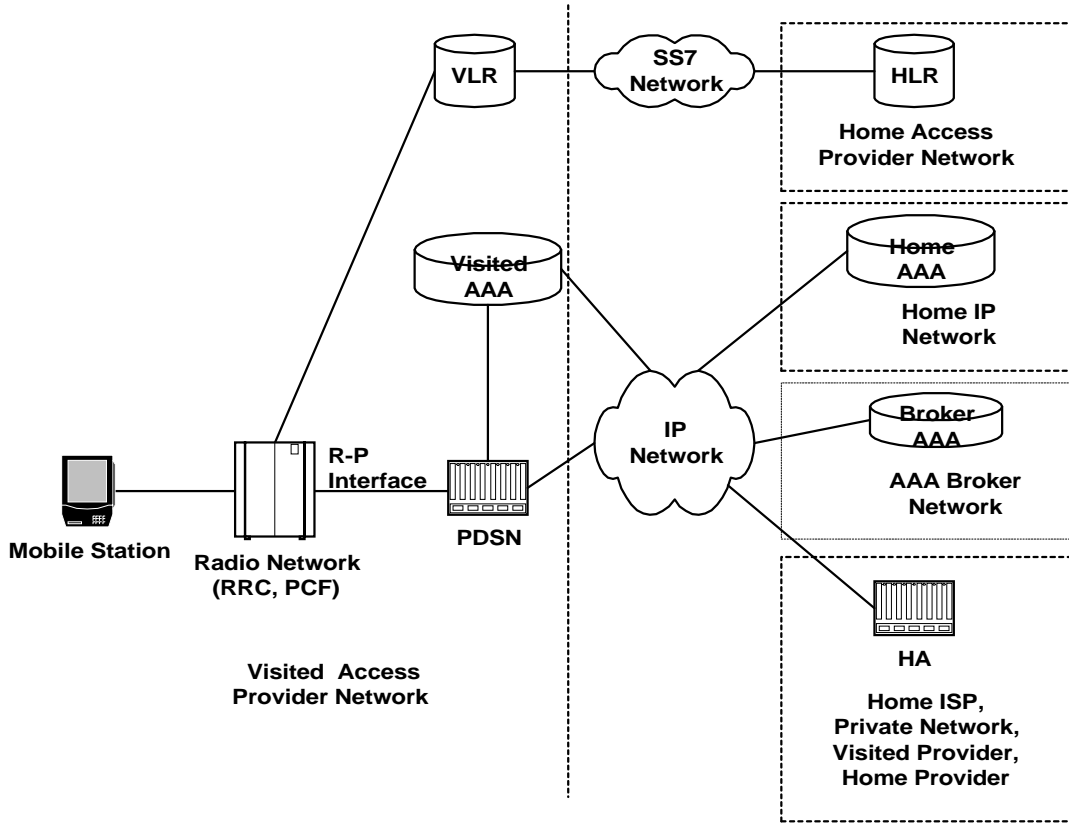 VLR
SS7
Network
HLR
Home Access
Provider Network
Visited
AAA
Home
AAA
Home IP
Network
IP
Network
Broker
AAA
AAA Broker
Network
R-P
Interface
Mobile Station
Radio Network
(RRC, PCF)
PDSN
HA
Visited Access
Provider Network
Home ISP,
Private Network,
Visited Provider,
Home Provider